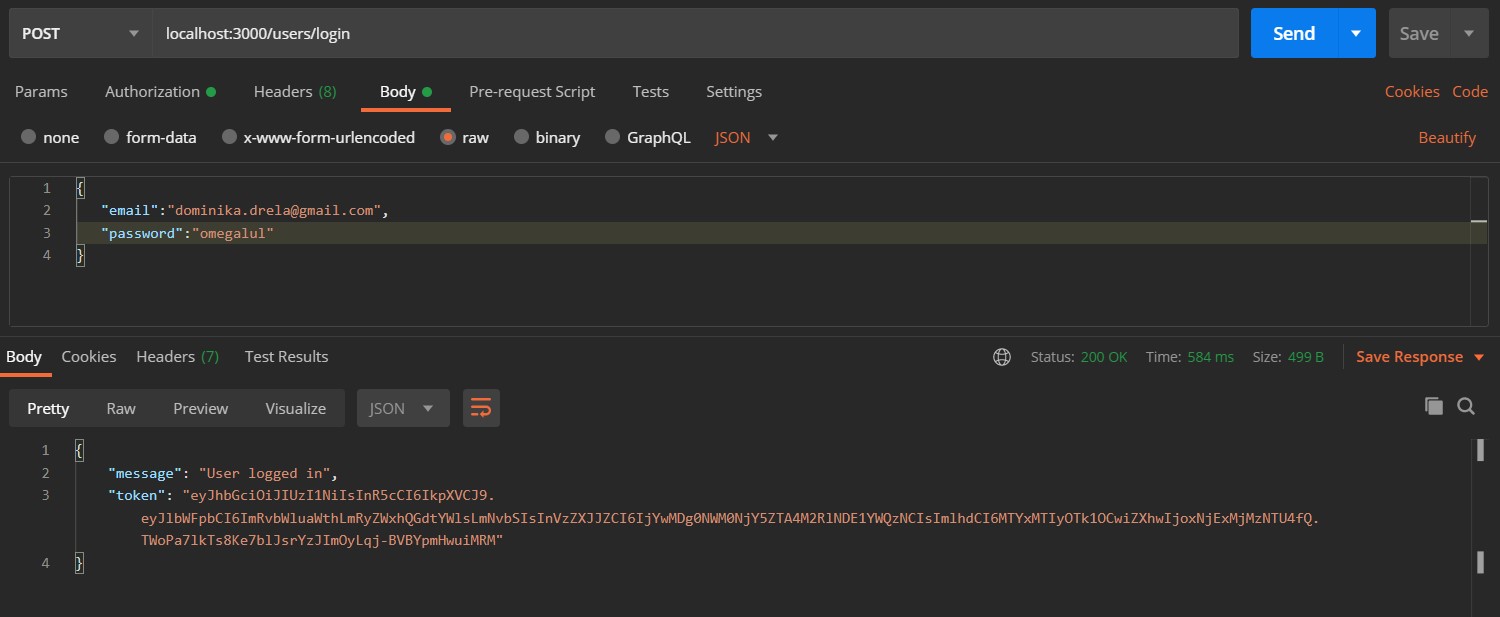 POST localhost:3000/users/login Send Save
Params Authorization Headers (8) Body Pre-request Script Tests Settings Cookies Code
none form-data x-www-form-urlencoded raw binary GraphQL JSON Beautify
1 {
2 "email":"dominika.drela@gmail.com",
3 "password":"omegalul"
4 }
Body Cookies Headers (7) Test Results Status: 200 OK Time: 584 ms Size: 499 B Save Response
Pretty Raw Preview Visualize JSON
1 {
2 "message": "User logged in",
3 "token": "eyJhbGciOiJIUzI1NiIsInR5cCI6IkpXVCJ9.
eyJlbWFpbCI6ImRvbWluaWthLmRyZWxhQGdtYWlsLmNvbSIsInVzZXJJZCI6IjYwMDg0NWM0NjY5ZTA4M2RlNDE1YWQzNCIsImlhdCI6MTYxMTIyOTk1OCwiZXhwIjoxNjExMjMzNTU4fQ.
TWoPa7lkTs8Ke7blJsrYzJImOyLqj-BVBYpmHwuiMRM"
4 }